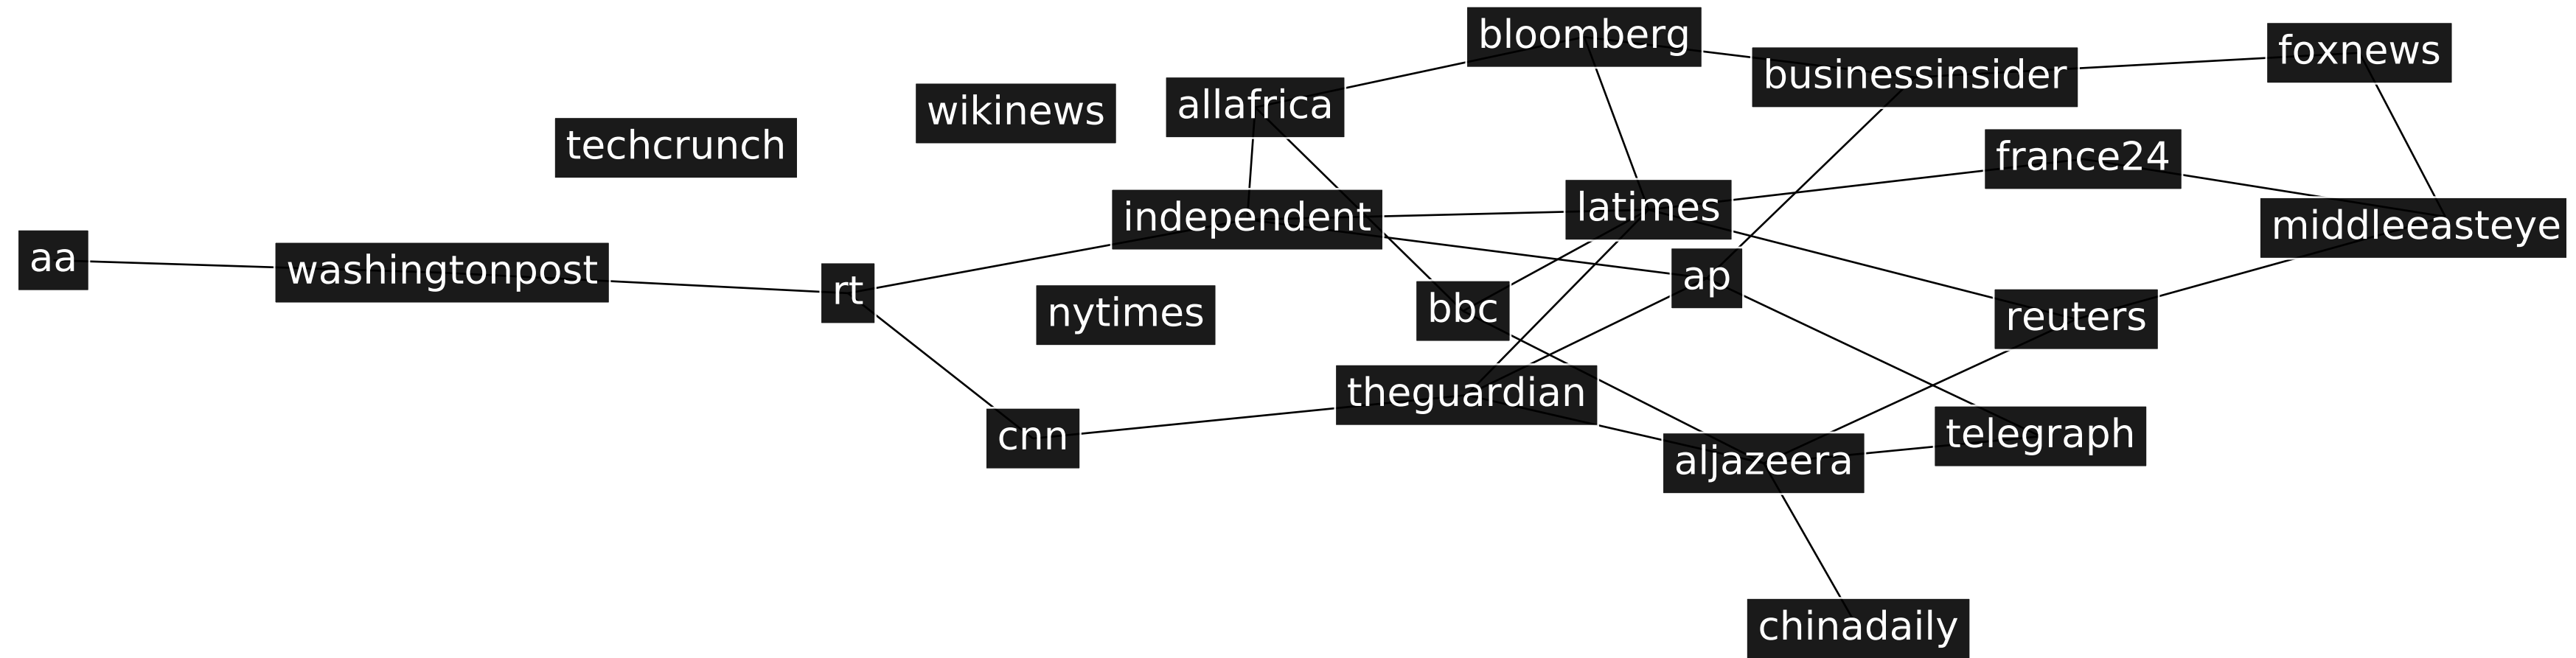 bloomberg
foxnews
businessinsider
allafrica
wikinews
techcrunch
france24
latimes
independent
middleeasteye
aa
washingtonpost
ap
rt
bbc
nytimes
reuters
theguardian
telegraph
cnn
aljazeera
chinadaily